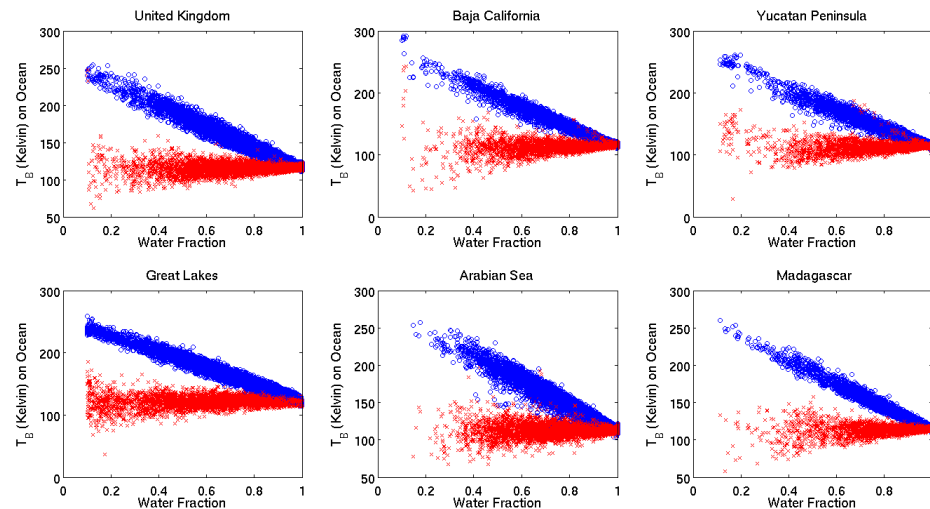 United Kingdom
Baja California
Yucatan Peninsula
300
250
200
150
100
50
T_B (Kelvin) on Ocean
0 0.2 0.4 0.6 0.8 1
Water Fraction
300
200
100
0
T_B (Kelvin) on Ocean
0 0.2 0.4 0.6 0.8 1
Water Fraction
300
200
100
0
T_B (Kelvin) on Ocean
0 0.2 0.4 0.6 0.8
Water Fraction
Great Lakes
Arabian Sea
Madagascar
300
200
100
0
T_B (Kelvin) on Ocean
0 0.2 0.4 0.6 0.8 1
Water Fraction
300
250
200
150
100
50
T_B (Kelvin) on Ocean
0 0.2 0.4 0.6 0.8 1
Water Fraction
300
250
200
150
100
50
T_B (Kelvin) on Ocean
0 0.2 0.4 0.6 0.8
Water Fraction